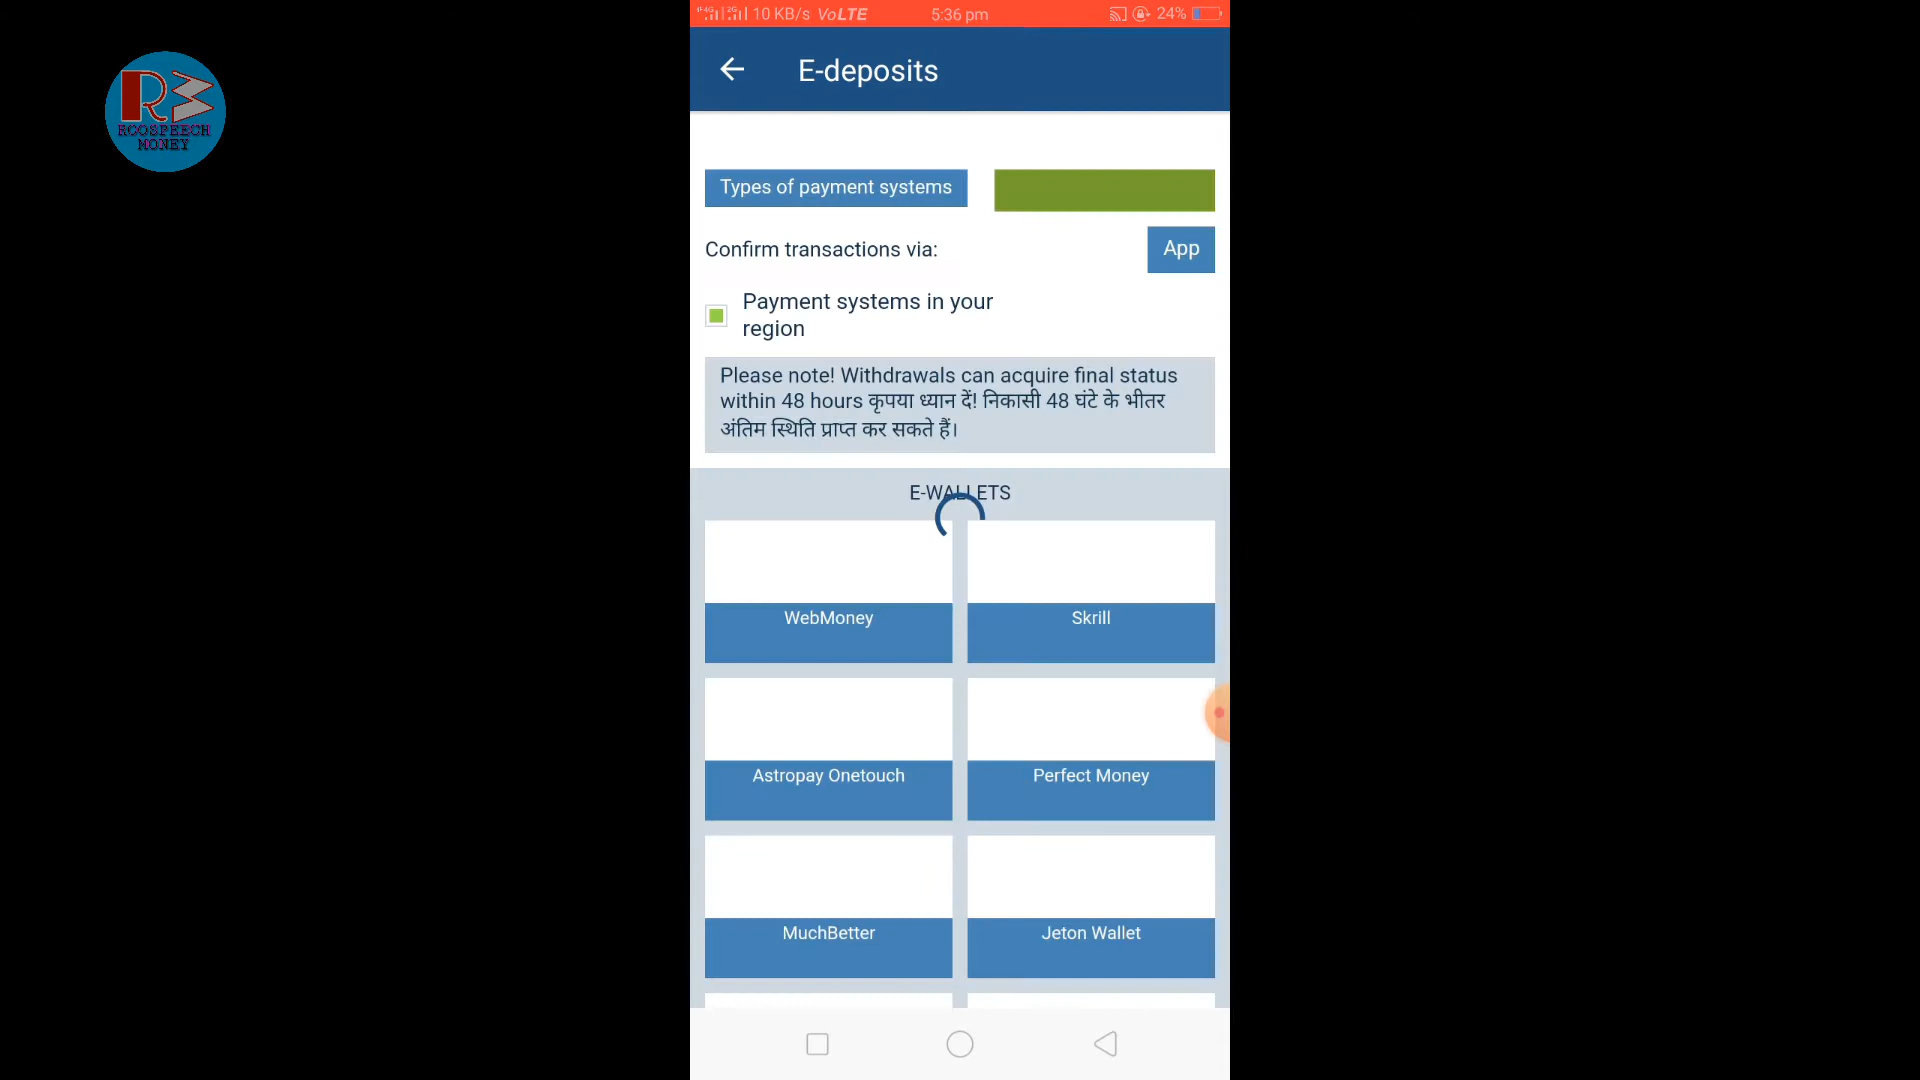 10 KB/s VoLTE 5:36 pm 24%
E-deposits
ROOSPEECH
MONEY
Types of payment systems
Confirm transactions via: App
Payment systems in your
region
Please note! Withdrawals can acquire final status
within 48 hours कृपया ध्यान दें! निकासी 48 घंटे के भीतर
अंतिम स्थिति प्राप्त कर सकते हैं।
E-WALLETS
WebMoney Skrill
Astropay Onetouch Perfect Money
MuchBetter Jeton Wallet